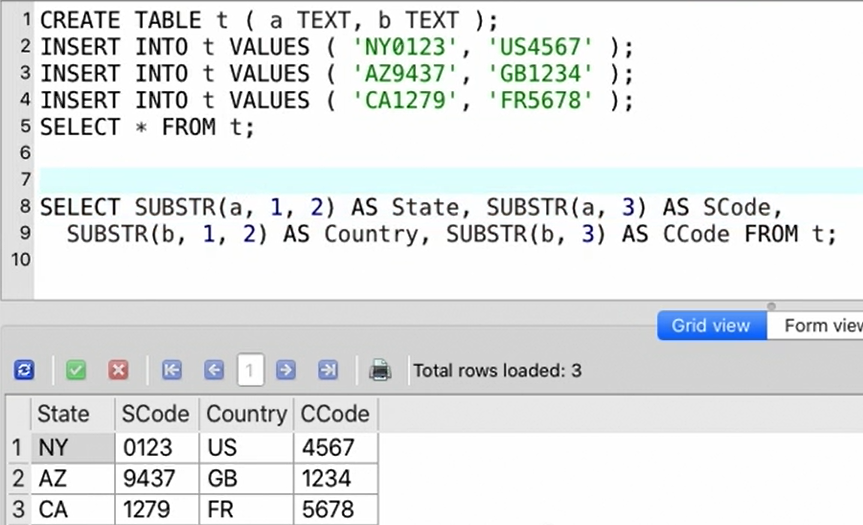 1 CREATE TABLE t ( a TEXT, b TEXT );
2 INSERT INTO t VALUES ( 'NY0123', 'US4567' );
3 INSERT INTO t VALUES ( 'AZ9437', 'GB1234' );
4 INSERT INTO t VALUES ( 'CA1279', 'FR5678' );
5 SELECT * FROM t;
6
7
8 SELECT SUBSTR(a, 1, 2) AS State, SUBSTR(a, 3) AS SCode,
9 SUBSTR(b, 1, 2) AS Country, SUBSTR(b, 3) AS CCode FROM t;
10
Grid view Form view
1 Total rows loaded: 3
State SCode Country CCode
1 NY 0123 US 4567
2 AZ 9437 GB 1234
3 CA 1279 FR 5678